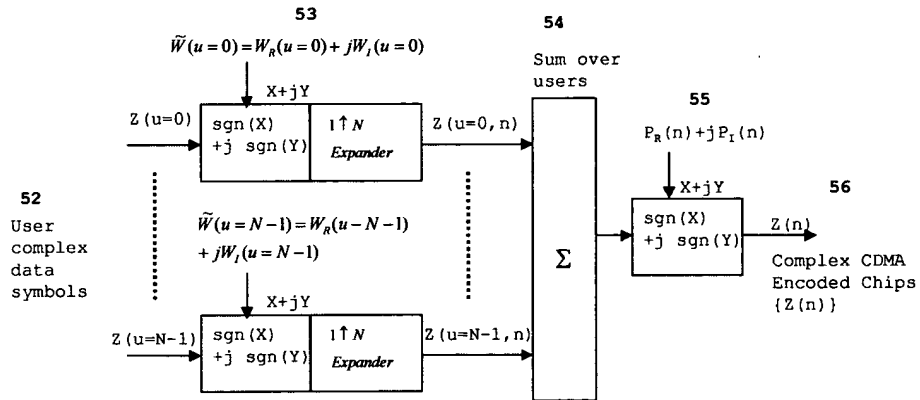 53
54
W̃(u=0) = W_R(u=0) + jW_I(u=0)
Sum over
users
X+jY
55
Z(u=0)
sgn(X)
+j sgn(Y)
1↑N
Expander
Z(u=0,n)
P_R(n)+jP_I(n)
X+jY
56
52
User
complex
data
symbols
W̃(u=N-1) = W_R(u-N-1)
+ jW_I(u=N-1)
sgn(X)
+j sgn(Y)
Z(n)
Σ
Complex CDMA
Encoded Chips
{Z(n)}
X+jY
Z(u=N-1)
sgn(X)
+j sgn(Y)
1↑N
Expander
Z(u=N-1,n)